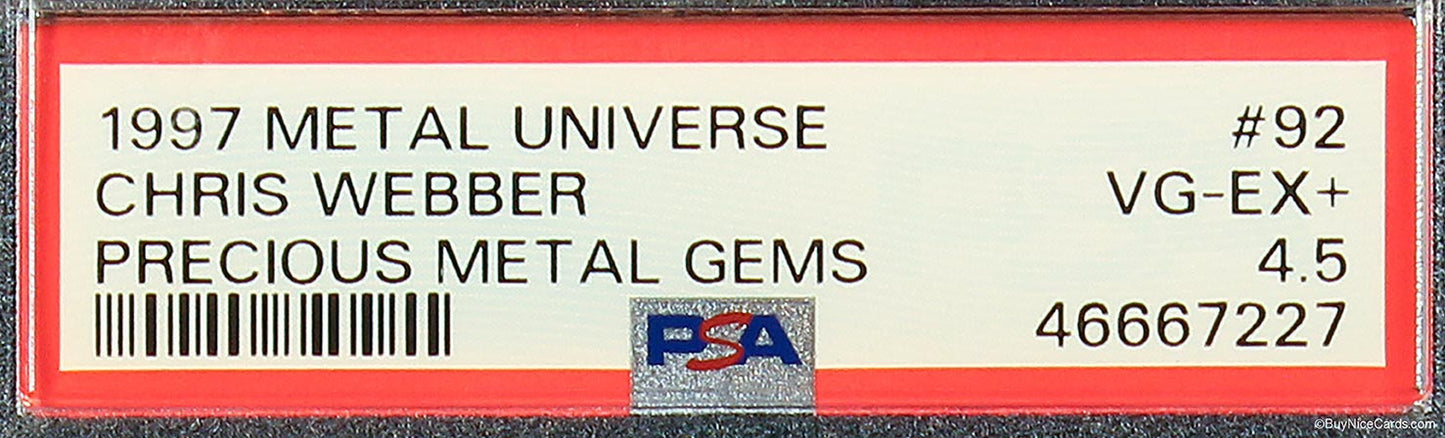 1997 METAL UNIVERSE #92
CHRIS WEBBER VG-EX+
PRECIOUS METAL GEMS 4.5
PSA 46667227
©BuyNiceCards.com